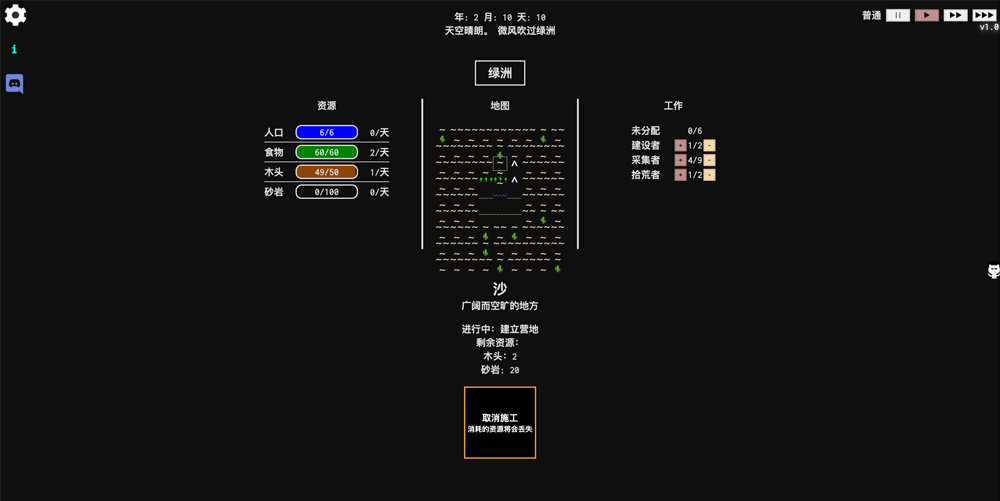 年: 2 月: 10 天: 10
天空晴朗。 微风吹过绿洲
普通
v1.0
i
绿洲
资源
人口 6/6 0/天
食物 60/60 2/天
木头 49/50 1/天
砂岩 0/100 0/天
地图
工作
未分配 0/6
建设者 + 1/2 -
采集者 + 4/9 -
拾荒者 + 1/2 -
沙
广阔而空旷的地方
进行中: 建立营地
剩余资源:
木头: 2
砂岩: 20
取消施工
消耗的资源将会丢失